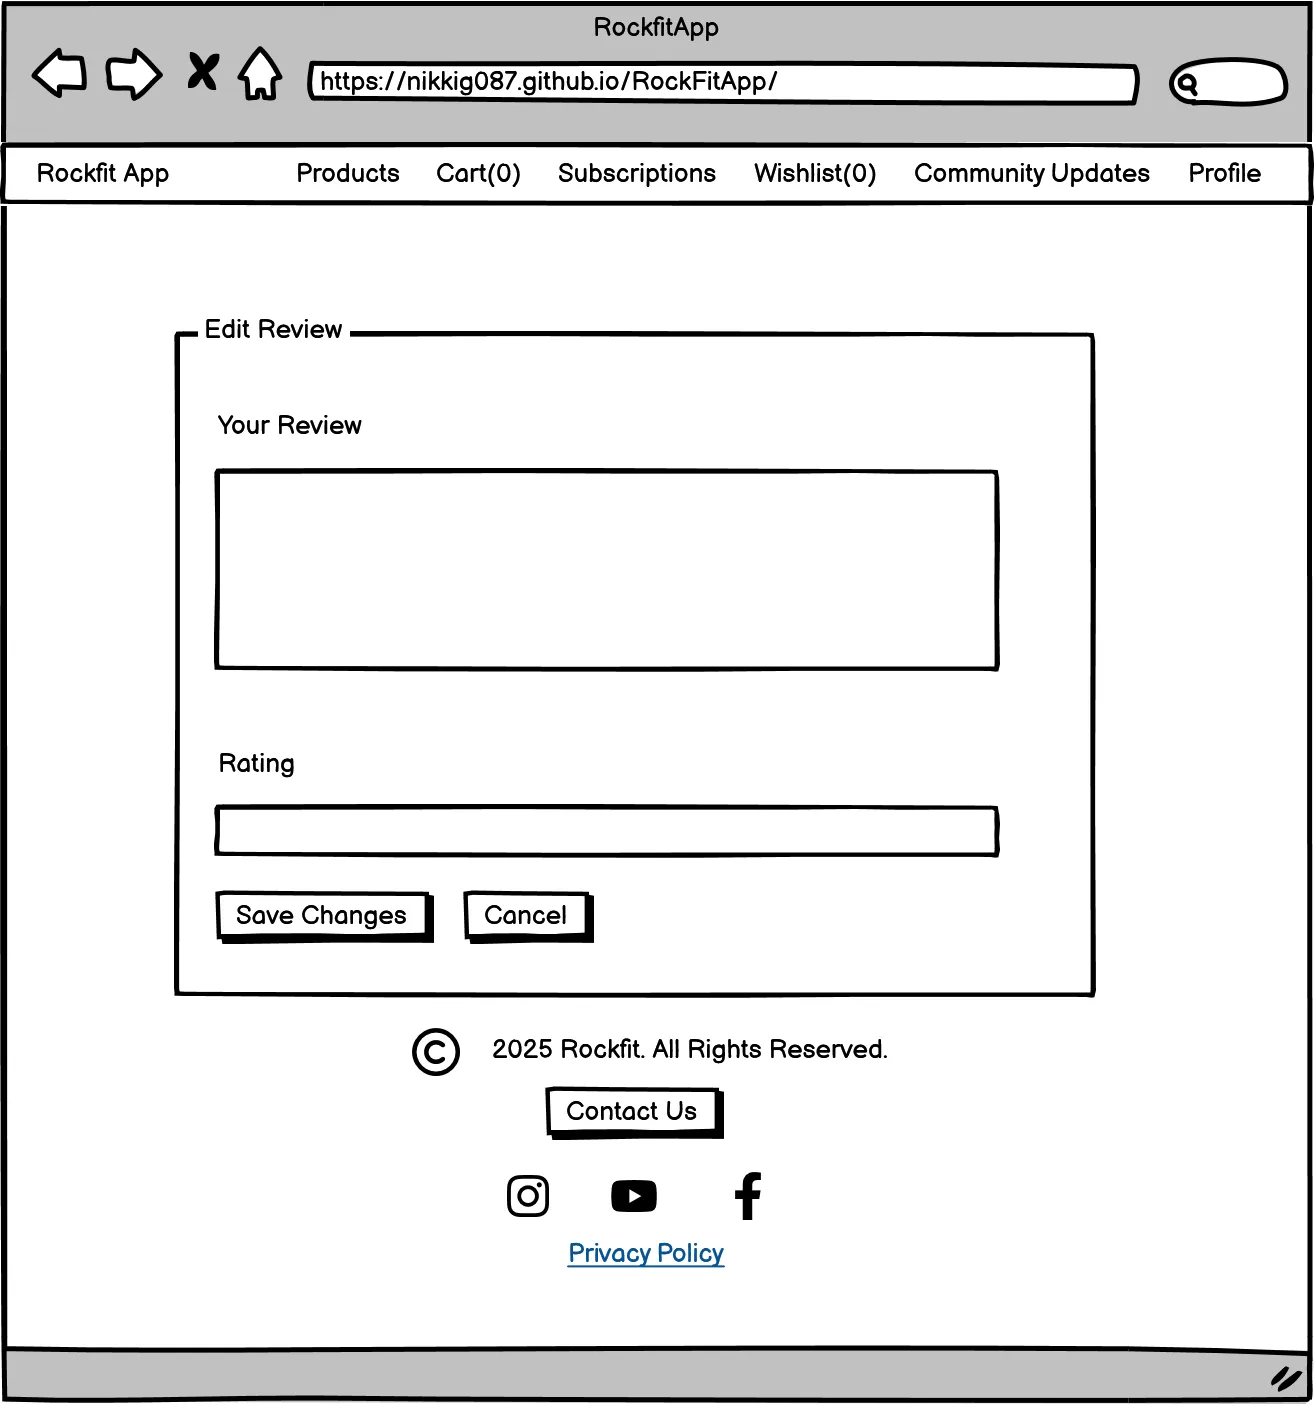 RockfitApp
https://nikkig087.github.io/RockFitApp/
Rockfit App Products Cart(0) Subscriptions Wishlist(0) Community Updates Profile
Edit Review
Your Review
Rating
Save Changes Cancel
© 2025 Rockfit. All Rights Reserved.
Contact Us
Privacy Policy